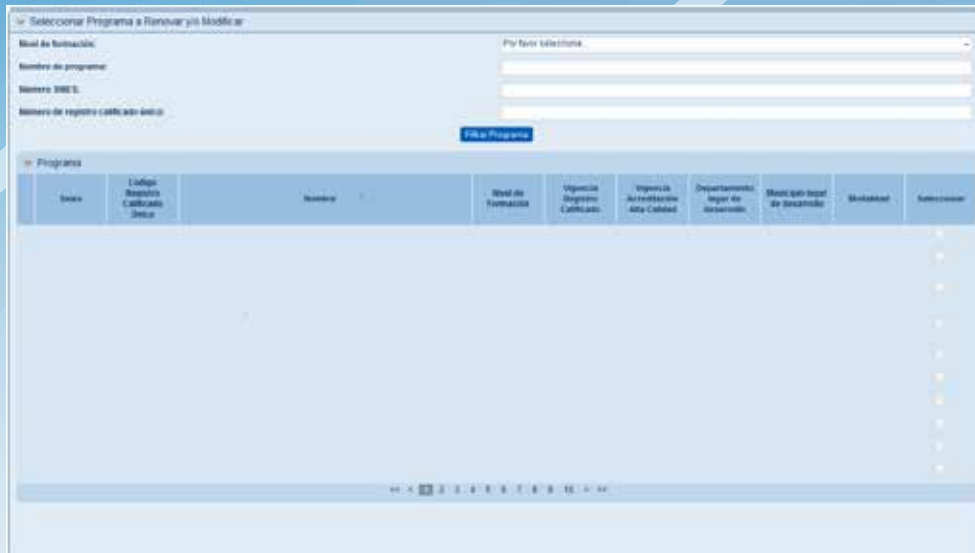 Seleccionar Programa a Renovar y/o Modificar
Nivel de formación: Por favor seleccione...
Nombre de programa:
Número SNIES:
Número de registro calificado único:
Filtrar Programa
Programa
Snies Código Registro Calificado Único Nombre Nivel de Formación Vigencia Registro Calificado Vigencia Acreditación Alta Calidad Departamento lugar de desarrollo Municipio lugar de desarrollo Modalidad Seleccionar
<< < 1 2 3 4 5 6 7 8 9 10 > >>